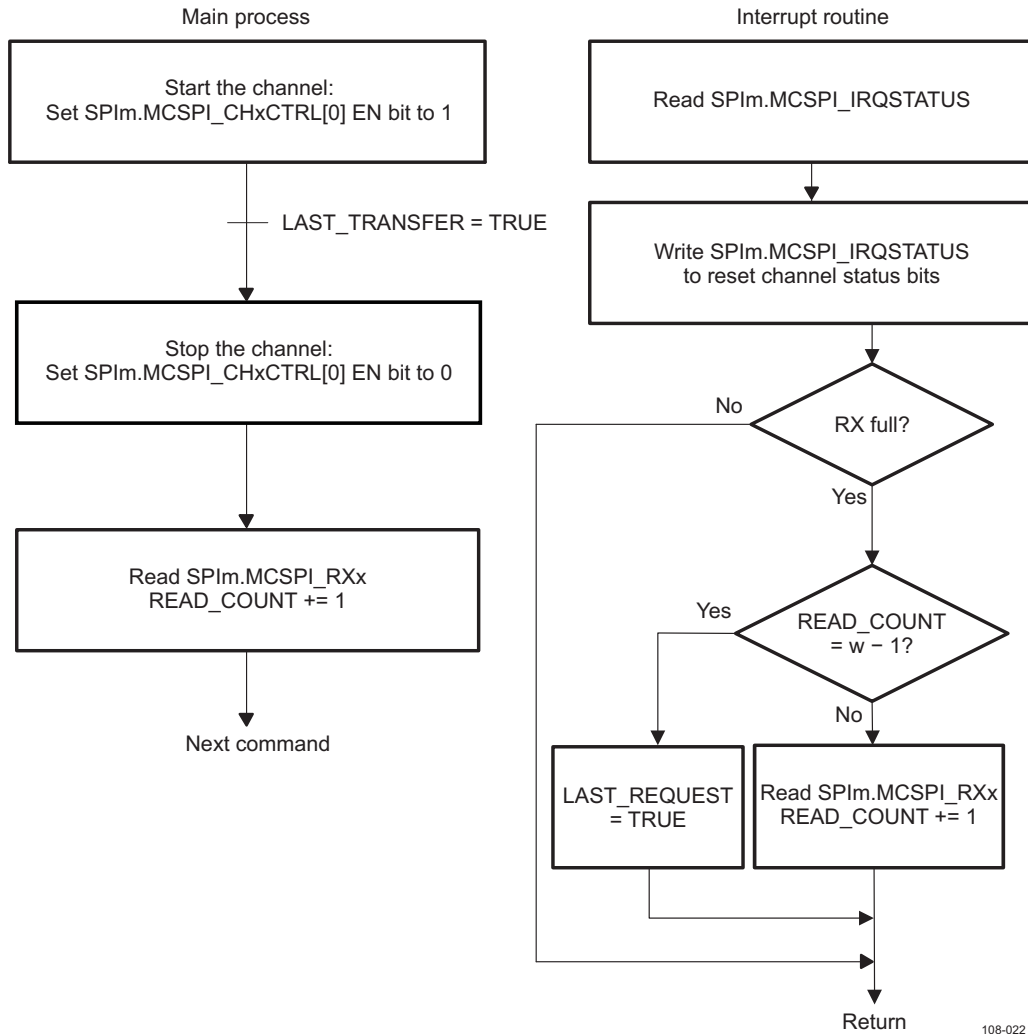 Main process
Start the channel:
Set SPIm.MCSPI_CHxCTRL[0] EN bit to 1
LAST_TRANSFER = TRUE
Stop the channel:
Set SPIm.MCSPI_CHxCTRL[0] EN bit to 0
Read SPIm.MCSPI_RXx
READ_COUNT += 1
Next command
Interrupt routine
Read SPIm.MCSPI_IRQSTATUS
Write SPIm.MCSPI_IRQSTATUS
to reset channel status bits
No
RX full?
Yes
Yes
READ_COUNT
= w − 1?
No
LAST_REQUEST
= TRUE
Read SPIm.MCSPI_RXx
READ_COUNT += 1
Return
108-022